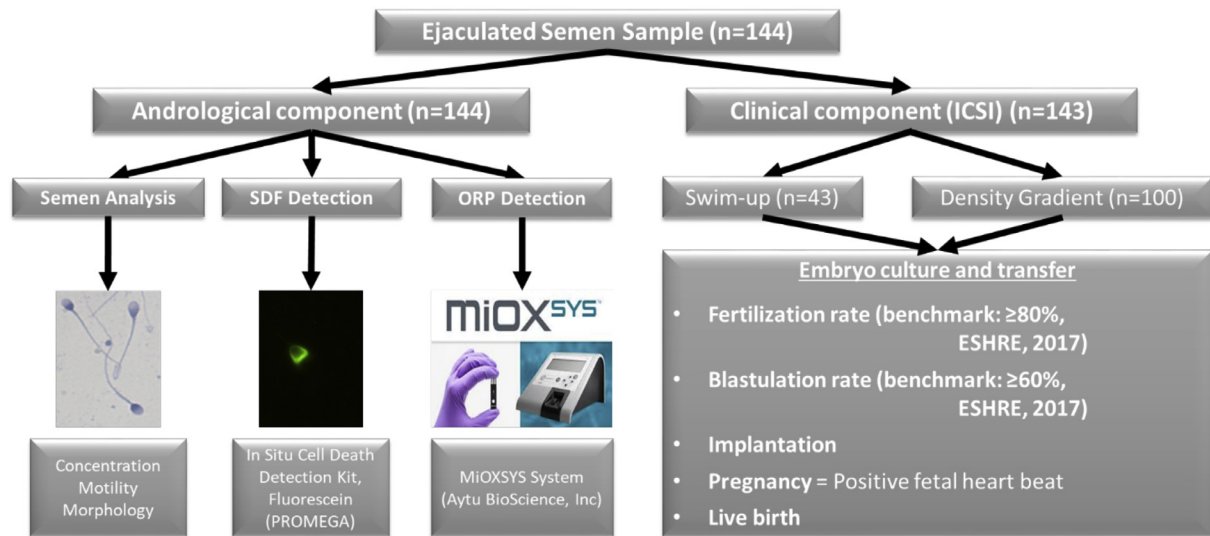 Ejaculated Semen Sample (n=144)
Andrological component (n=144)
Clinical component (ICSI) (n=143)
Semen Analysis
SDF Detection
ORP Detection
Swim-up (n=43)
Density Gradient (n=100)
MiOXSYS™
Concentration
Motility
Morphology
In Situ Cell Death
Detection Kit,
Fluorescein
(PROMEGA)
MiOXSYS System
(Aytu BioScience, Inc)
Embryo culture and transfer
• Fertilization rate (benchmark: ≥80%,
ESHRE, 2017)
• Blastulation rate (benchmark: ≥60%,
ESHRE, 2017)
• Implantation
• Pregnancy = Positive fetal heart beat
• Live birth